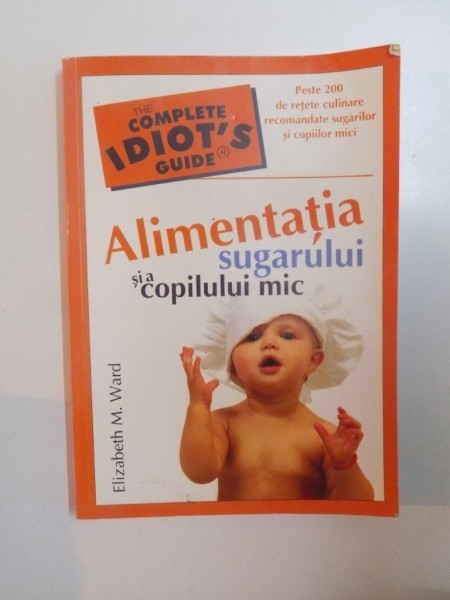 THE
COMPLETE
IDIOT'S
GUIDE®
Peste 200
de rețete culinare
recomandate sugarilor
și copiilor mici
Alimentația
sugarului
și a
copilului mic
Elizabeth M. Ward